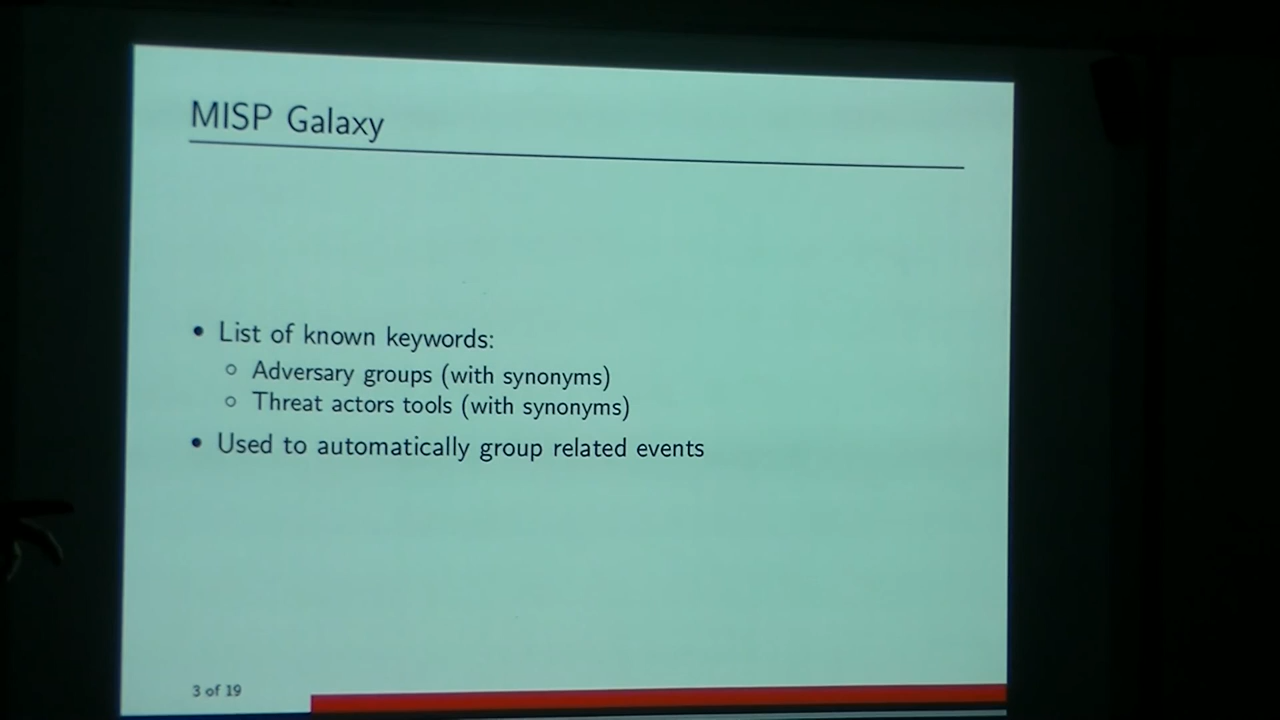 MISP Galaxy
• List of known keywords:
◦ Adversary groups (with synonyms)
◦ Threat actors tools (with synonyms)
• Used to automatically group related events
3 of 19